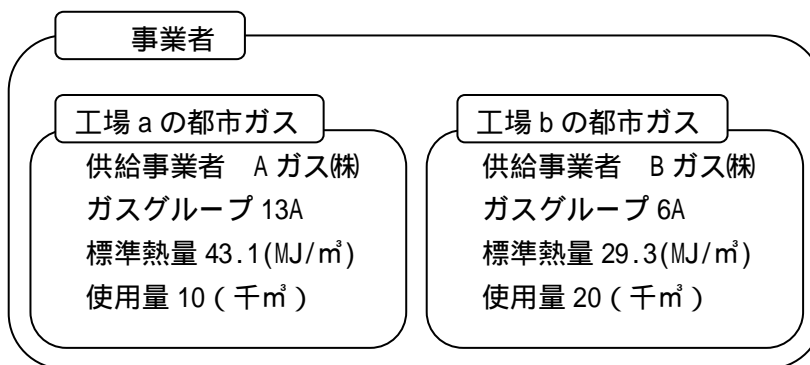 事業者
工場 a の都市ガス
供給事業者 A ガス㈱
ガスグループ 13A
標準熱量 43.1(MJ/㎥)
使用量 10（千㎥）
工場 b の都市ガス
供給事業者 B ガス㈱
ガスグループ 6A
標準熱量 29.3(MJ/㎥)
使用量 20（千㎥）